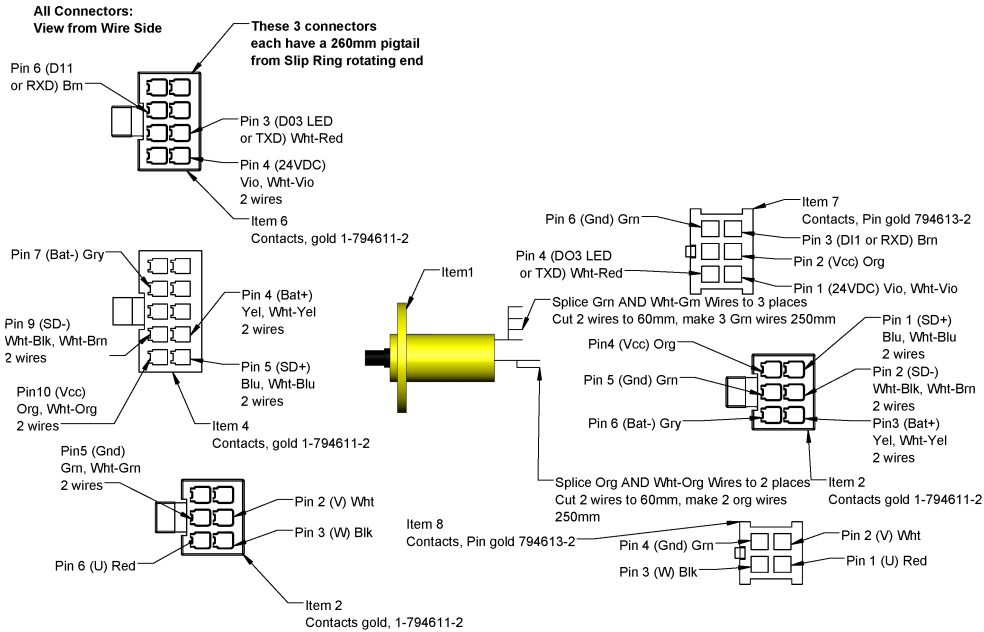 All Connectors:
View from Wire Side
These 3 connectors
each have a 260mm pigtail
from Slip Ring rotating end
Pin 6 (D11
or RXD) Brn
Pin 3 (D03 LED
or TXD) Wht-Red
Pin 4 (24VDC)
Vio, Wht-Vio
2 wires
Item 6
Contacts, gold 1-794611-2
Pin 7 (Bat-) Gry
Pin 4 (Bat+)
Yel, Wht-Yel
2 wires
Pin 9 (SD-)
Wht-Blk, Wht-Brn
2 wires
Pin 5 (SD+)
Blu, Wht-Blu
2 wires
Pin10 (Vcc)
Org, Wht-Org
2 wires
Item 4
Contacts, gold 1-794611-2
Pin5 (Gnd)
Grn, Wht-Grn
2 wires
Pin 2 (V) Wht
Pin 3 (W) Blk
Pin 6 (U) Red
Item 2
Contacts gold, 1-794611-2
Item1
Item 7
Contacts, Pin gold 794613-2
Pin 6 (Gnd) Grn
Pin 3 (DI1 or RXD) Brn
Pin 4 (DO3 LED
or TXD) Wht-Red
Pin 2 (Vcc) Org
Pin 1 (24VDC) Vio, Wht-Vio
Splice Grn AND Wht-Grn Wires to 3 places
Cut 2 wires to 60mm, make 3 Grn wires 250mm
Pin 1 (SD+)
Blu, Wht-Blu
2 wires
Pin4 (Vcc) Org
Pin 2 (SD-)
Wht-Blk, Wht-Brn
2 wires
Pin 5 (Gnd) Grn
Pin 6 (Bat-) Gry
Pin3 (Bat+)
Yel, Wht-Yel
2 wires
Item 2
Contacts gold 1-794611-2
Splice Org AND Wht-Org Wires to 2 places
Cut 2 wires to 60mm, make 2 org wires
250mm
Item 8
Contacts, Pin gold 794613-2
Pin 4 (Gnd) Grn
Pin 2 (V) Wht
Pin 3 (W) Blk
Pin 1 (U) Red